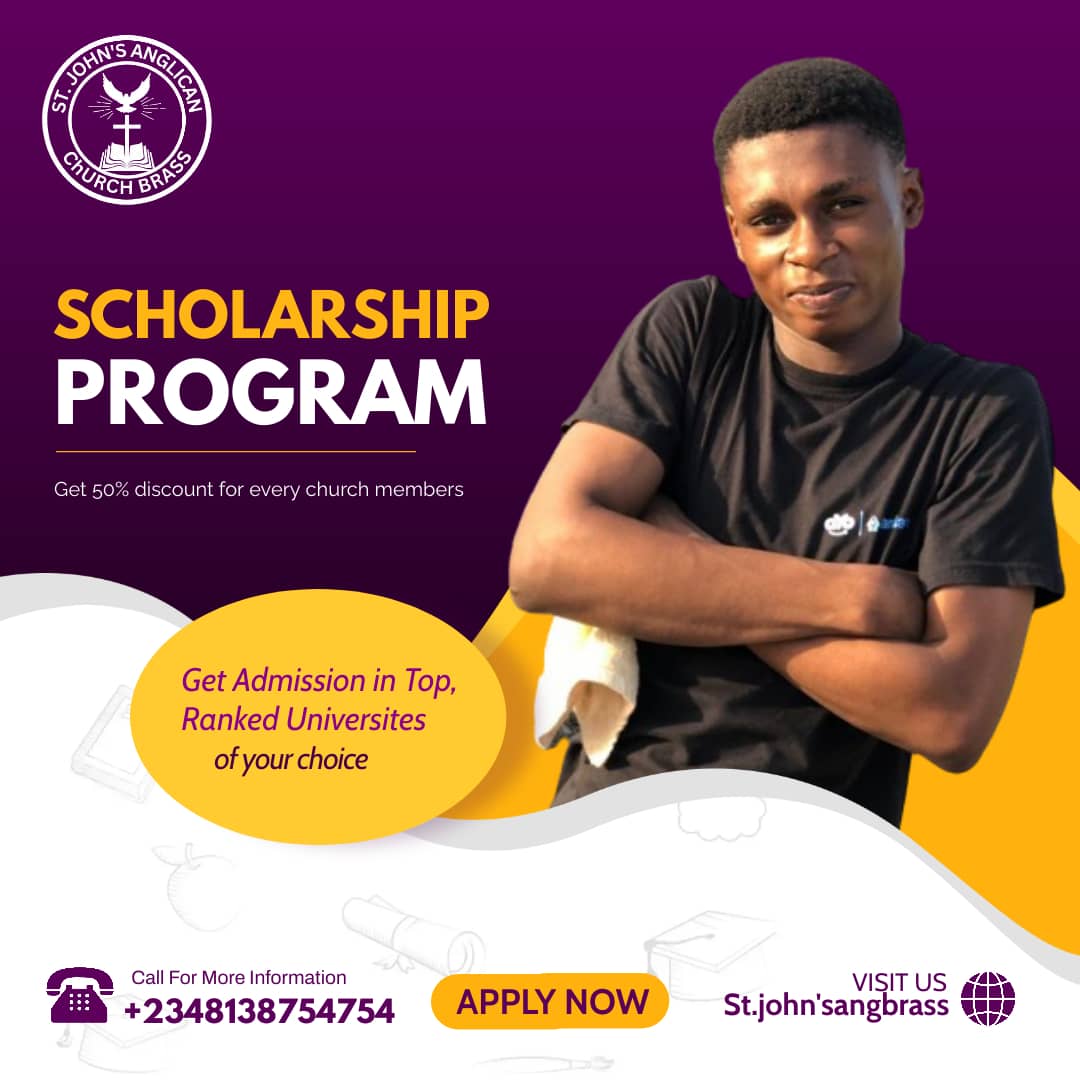 ST. JOHN'S ANGLICAN
ChURCH BRASS
SCHOLARSHIP
PROGRAM
Get 50% discount for every church members
Get Admission in Top,
Ranked Universites
of your choice
Call For More Information
+2348138754754
APPLY NOW
VISIT US
St.john'sangbrass